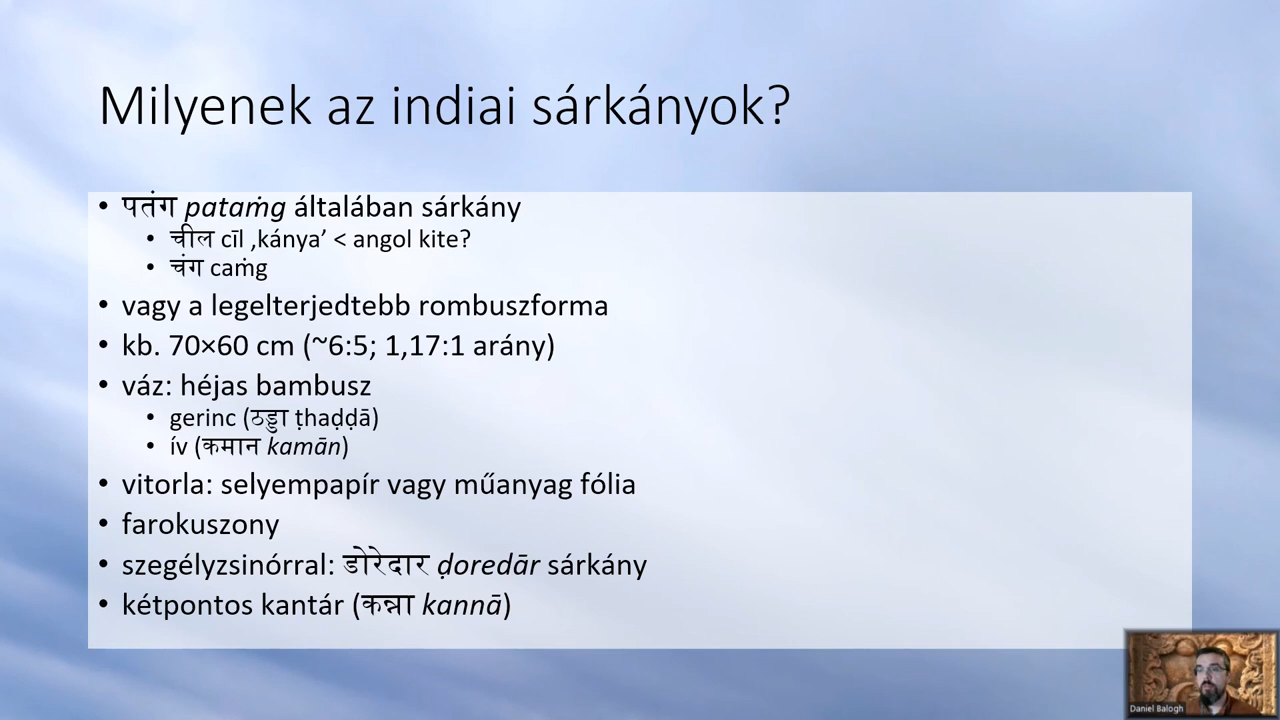 Milyenek az indiai sárkányok?
• पतंग pataṁg általában sárkány
• चील cīl ‚kánya’ < angol kite?
• चंग caṁg
• vagy a legelterjedtebb rombuszforma
• kb. 70×60 cm (~6:5; 1,17:1 arány)
• váz: héjas bambusz
• gerinc (ठड्डा ṭhaḍḍā)
• ív (कमान kamān)
• vitorla: selyempapír vagy műanyag fólia
• farokuszony
• szegélyzsinórral: डोरेदार ḍoredār sárkány
• kétpontos kantár (कन्ना kannā)
Daniel Balogh